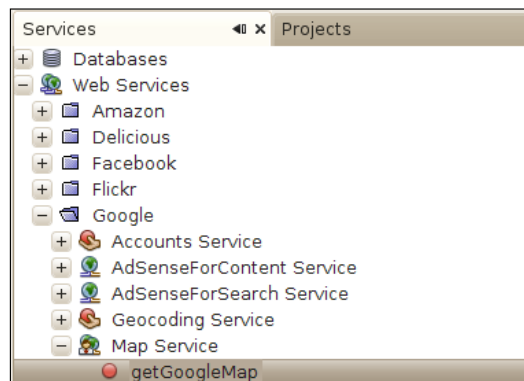 Services Projects
Databases
Web Services
Amazon
Delicious
Facebook
Flickr
Google
Accounts Service
AdSenseForContent Service
AdSenseForSearch Service
Geocoding Service
Map Service
getGoogleMap